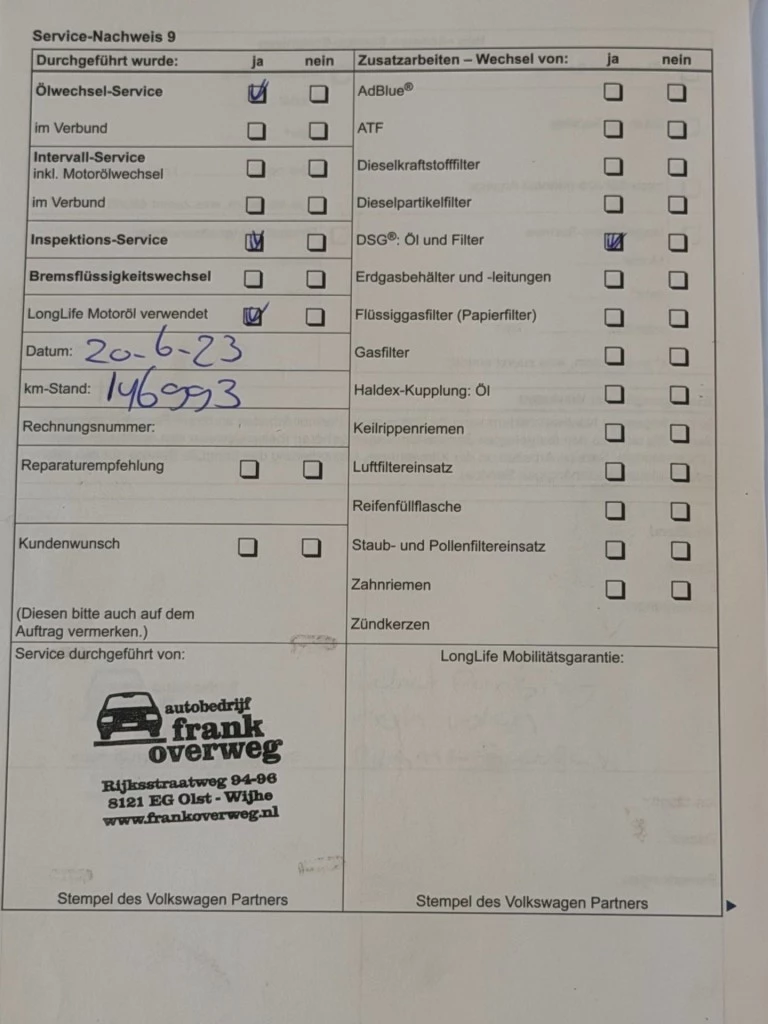 Service-Nachweis 9
Durchgeführt wurde: ja nein
Ölwechsel-Service
im Verbund
Intervall-Service
inkl. Motorölwechsel
im Verbund
Inspektions-Service
Bremsflüssigkeitswechsel
LongLife Motoröl verwendet
Datum: 20-6-23
km-Stand: 146993
Rechnungsnummer:
Reparaturempfehlung
Kundenwunsch
(Diesen bitte auch auf dem
Auftrag vermerken.)
Zusatzarbeiten – Wechsel von: ja nein
AdBlue®
ATF
Dieselkraftstofffilter
Dieselpartikelfilter
DSG®: Öl und Filter
Erdgasbehälter und -leitungen
Flüssiggasfilter (Papierfilter)
Gasfilter
Haldex-Kupplung: Öl
Keilrippenriemen
Luftfiltereinsatz
Reifenfüllflasche
Staub- und Pollenfiltereinsatz
Zahnriemen
Zündkerzen
Service durchgeführt von:
autobedrijf
frank
overweg
Rijksstraatweg 94-96
8121 EG Olst - Wijhe
www.frankoverweg.nl
Stempel des Volkswagen Partners
LongLife Mobilitätsgarantie:
Stempel des Volkswagen Partners